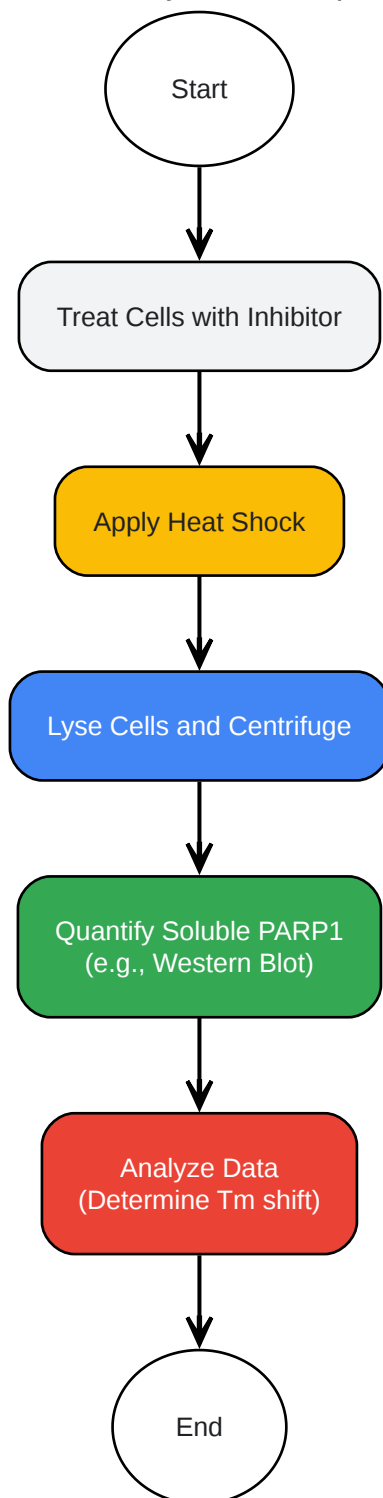 Start
Treat Cells with Inhibitor
Apply Heat Shock
Lyse Cells and Centrifuge
Quantify Soluble PARP1
(e.g., Western Blot)
Analyze Data
(Determine Tm shift)
End